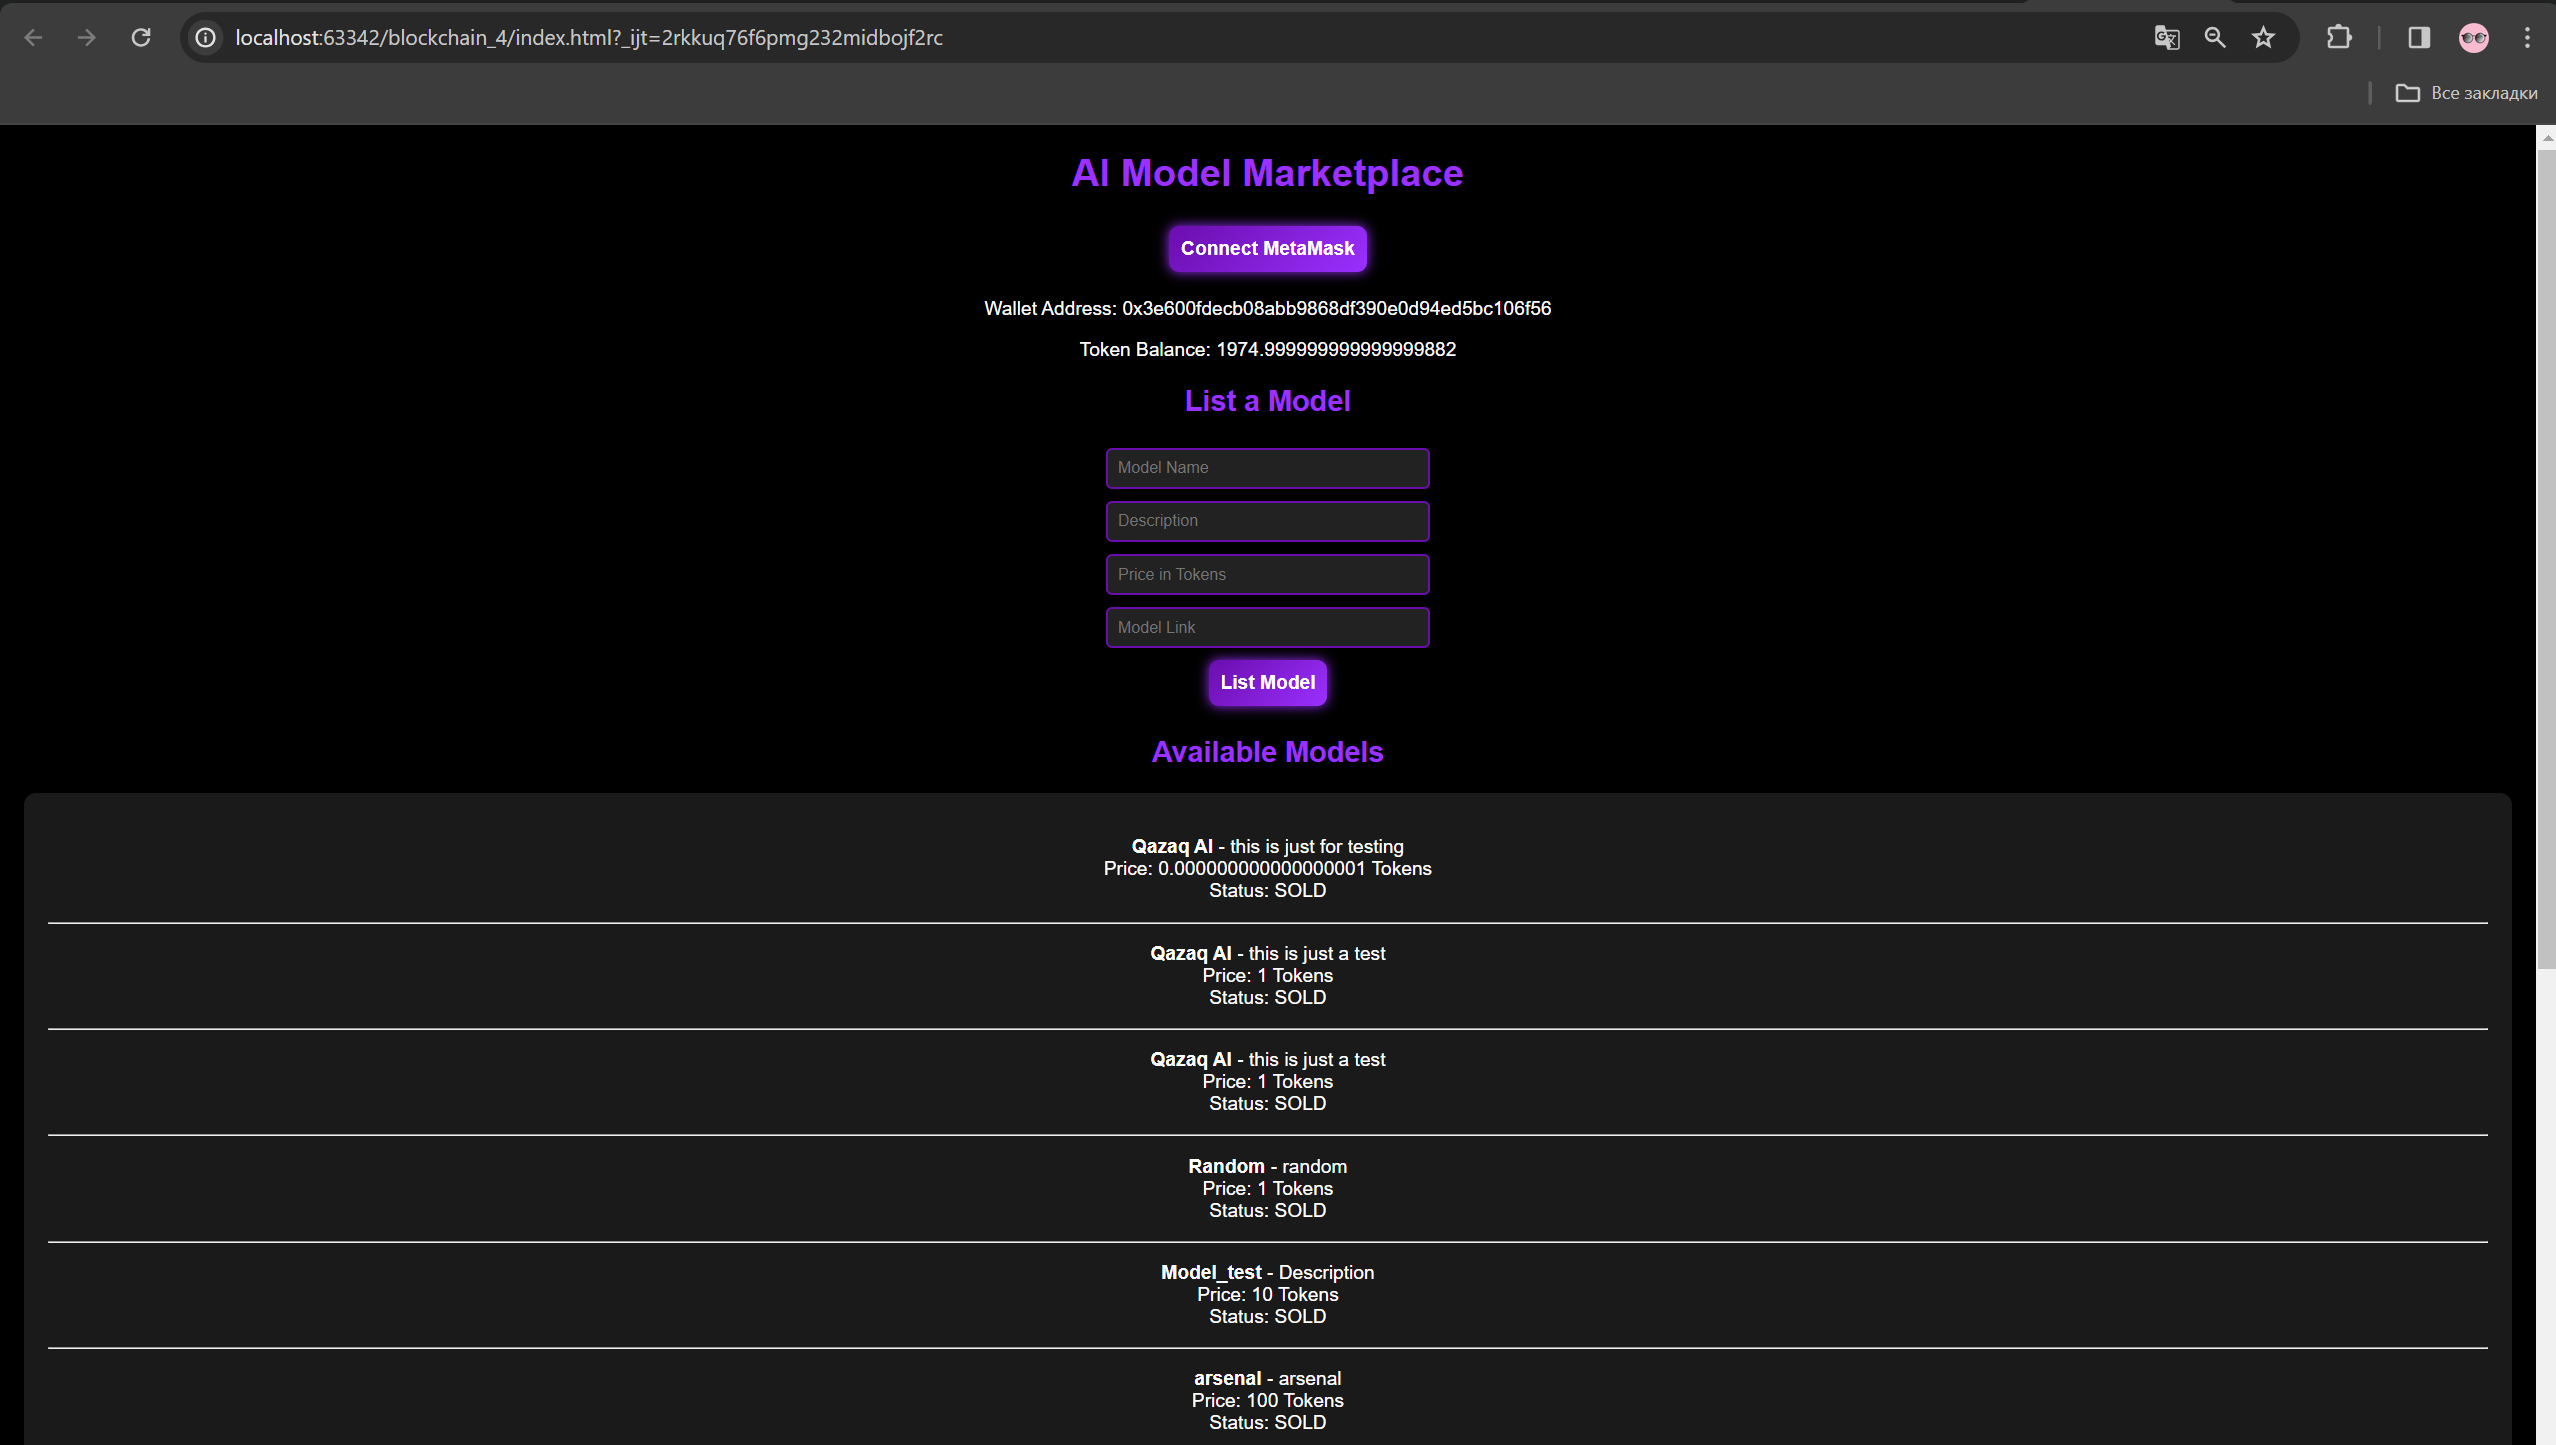 localhost:63342/blockchain_4/index.html?_ijt=2rkkuq76f6pmg232midbojf2rc
Все закладки
AI Model Marketplace
Connect MetaMask
Wallet Address: 0x3e600fdecb08abb9868df390e0d94ed5bc106f56
Token Balance: 1974.999999999999999882
List a Model
Model Name
Description
Price in Tokens
Model Link
List Model
Available Models
Qazaq AI - this is just for testing
Price: 0.000000000000000001 Tokens
Status: SOLD
Qazaq AI - this is just a test
Price: 1 Tokens
Status: SOLD
Qazaq AI - this is just a test
Price: 1 Tokens
Status: SOLD
Random - random
Price: 1 Tokens
Status: SOLD
Model_test - Description
Price: 10 Tokens
Status: SOLD
arsenal - arsenal
Price: 100 Tokens
Status: SOLD